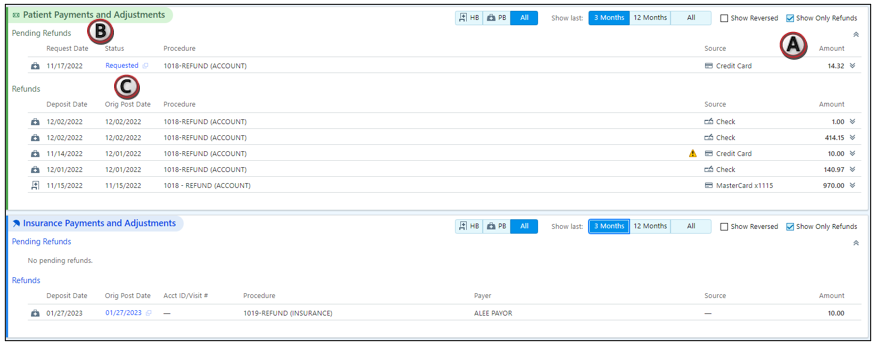 Patient Payments and Adjustments HB PB All Show last: 3 Months 12 Months All Show Reversed Show Only Refunds
B
Pending Refunds
A
Request Date Status Procedure Source Amount
11/17/2022 Requested 1018-REFUND (ACCOUNT) Credit Card 14.32
C
Refunds
Deposit Date Orig Post Date Procedure Source Amount
12/02/2022 12/02/2022 1018-REFUND (ACCOUNT) Check 1.00
12/02/2022 12/02/2022 1018-REFUND (ACCOUNT) Check 414.15
11/14/2022 12/01/2022 1018-REFUND (ACCOUNT) Credit Card 10.00
12/01/2022 12/01/2022 1018-REFUND (ACCOUNT) Check 140.97
11/15/2022 11/15/2022 1018 - REFUND (ACCOUNT) MasterCard x1115 970.00
Insurance Payments and Adjustments HB PB All Show last: 3 Months 12 Months All Show Reversed Show Only Refunds
Pending Refunds
No pending refunds.
Refunds
Deposit Date Orig Post Date Acct ID/Visit # Procedure Payer Source Amount
01/27/2023 01/27/2023 — 1019-REFUND (INSURANCE) ALEE PAYOR — 10.00